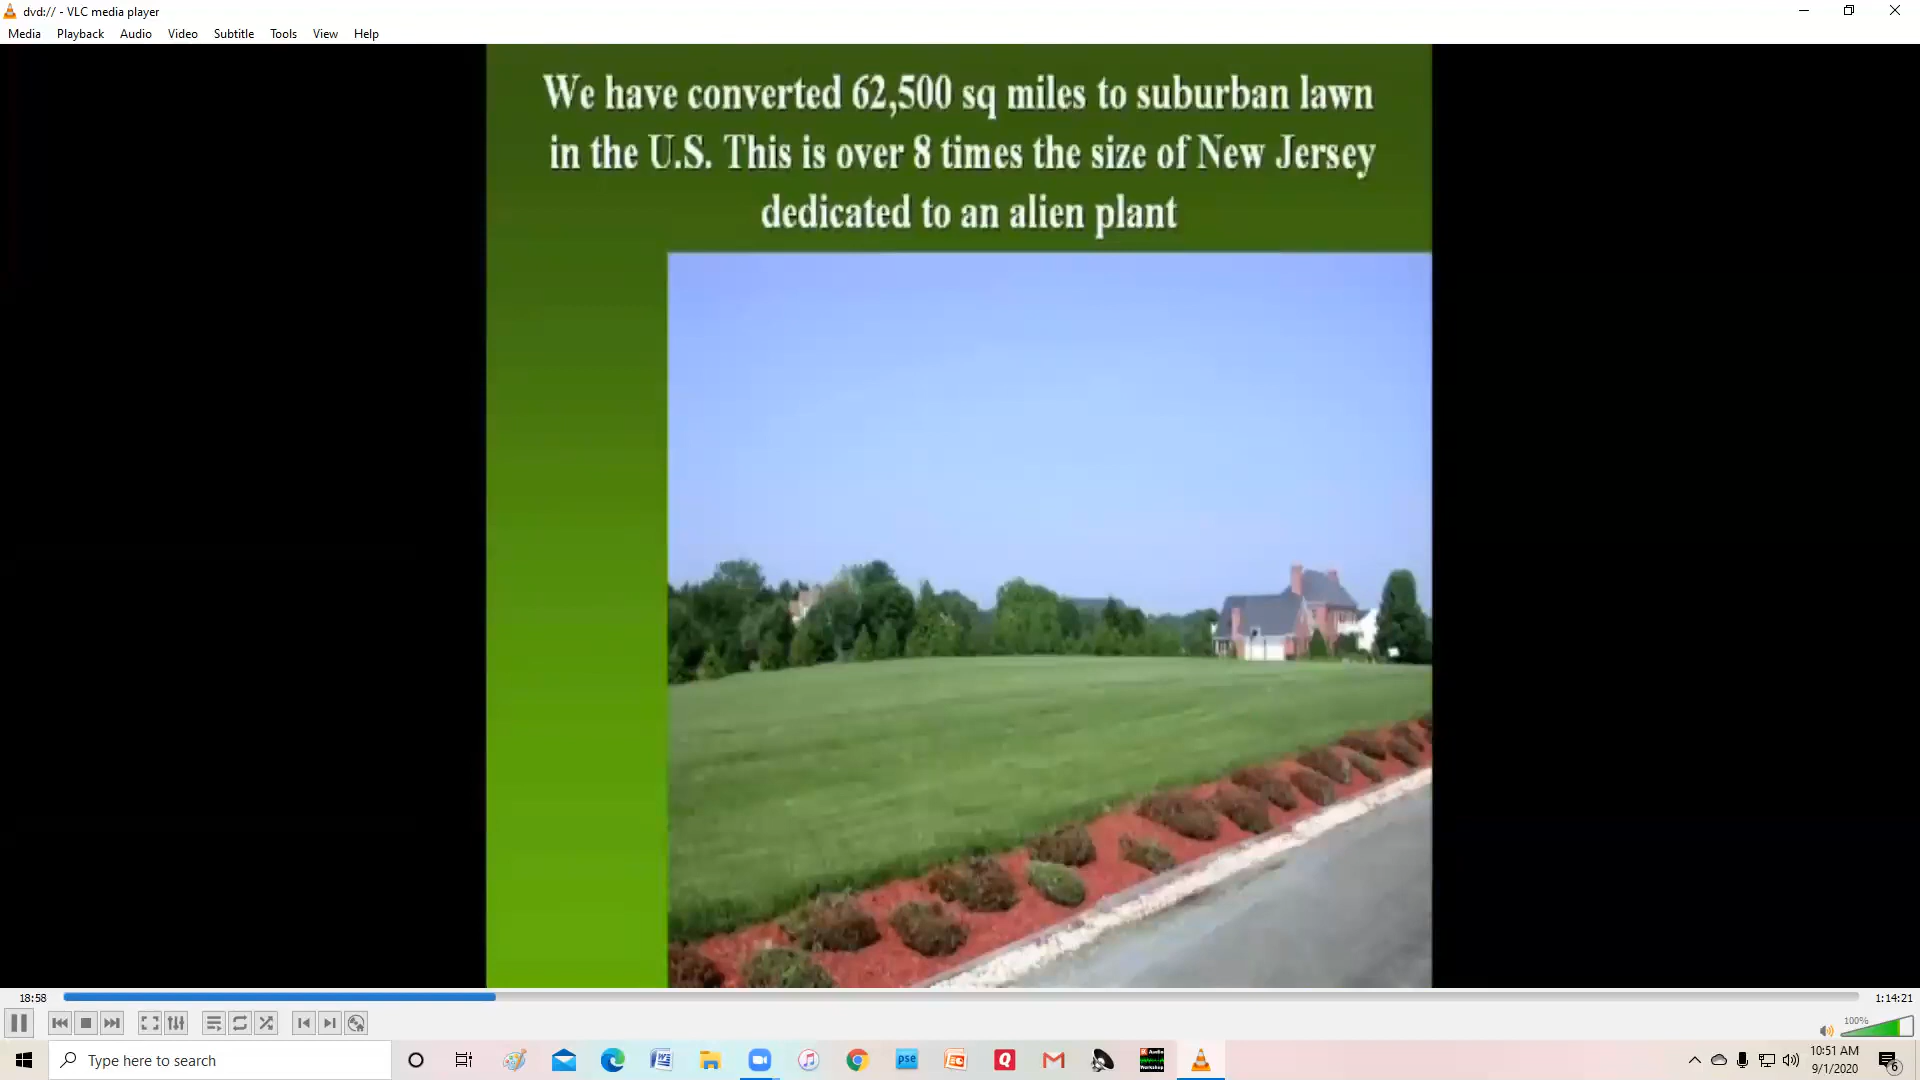 dvd:// - VLC media player
Media Playback Audio Video Subtitle Tools View Help
We have converted 62,500 sq miles to suburban lawn
in the U.S. This is over 8 times the size of New Jersey
dedicated to an alien plant
18:58
1:14:21
100%
Type here to search
pse
Q
10:51 AM
9/1/2020
6